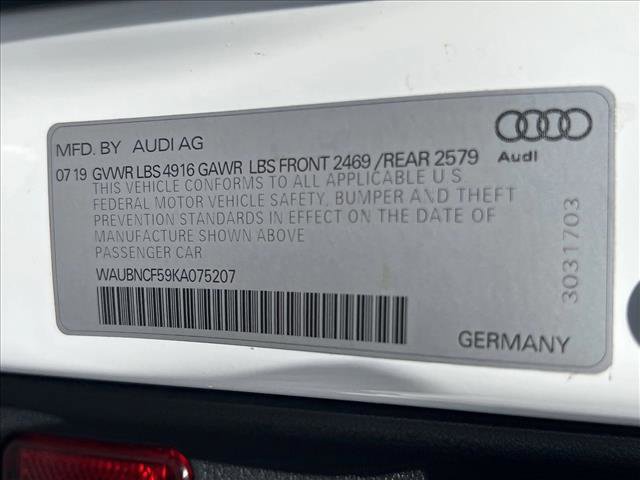 MFD. BY AUDI AG
Audi
07 19 GVWR LBS 4916 GAWR LBS FRONT 2469 /REAR 2579
THIS VEHICLE CONFORMS TO ALL APPLICABLE U S
FEDERAL MOTOR VEHICLE SAFETY, BUMPER AND THEFT
PREVENTION STANDARDS IN EFFECT ON THE DATE OF
MANUFACTURE SHOWN ABOVE
PASSENGER CAR
WAUBNCF59KA075207
3031703
GERMANY